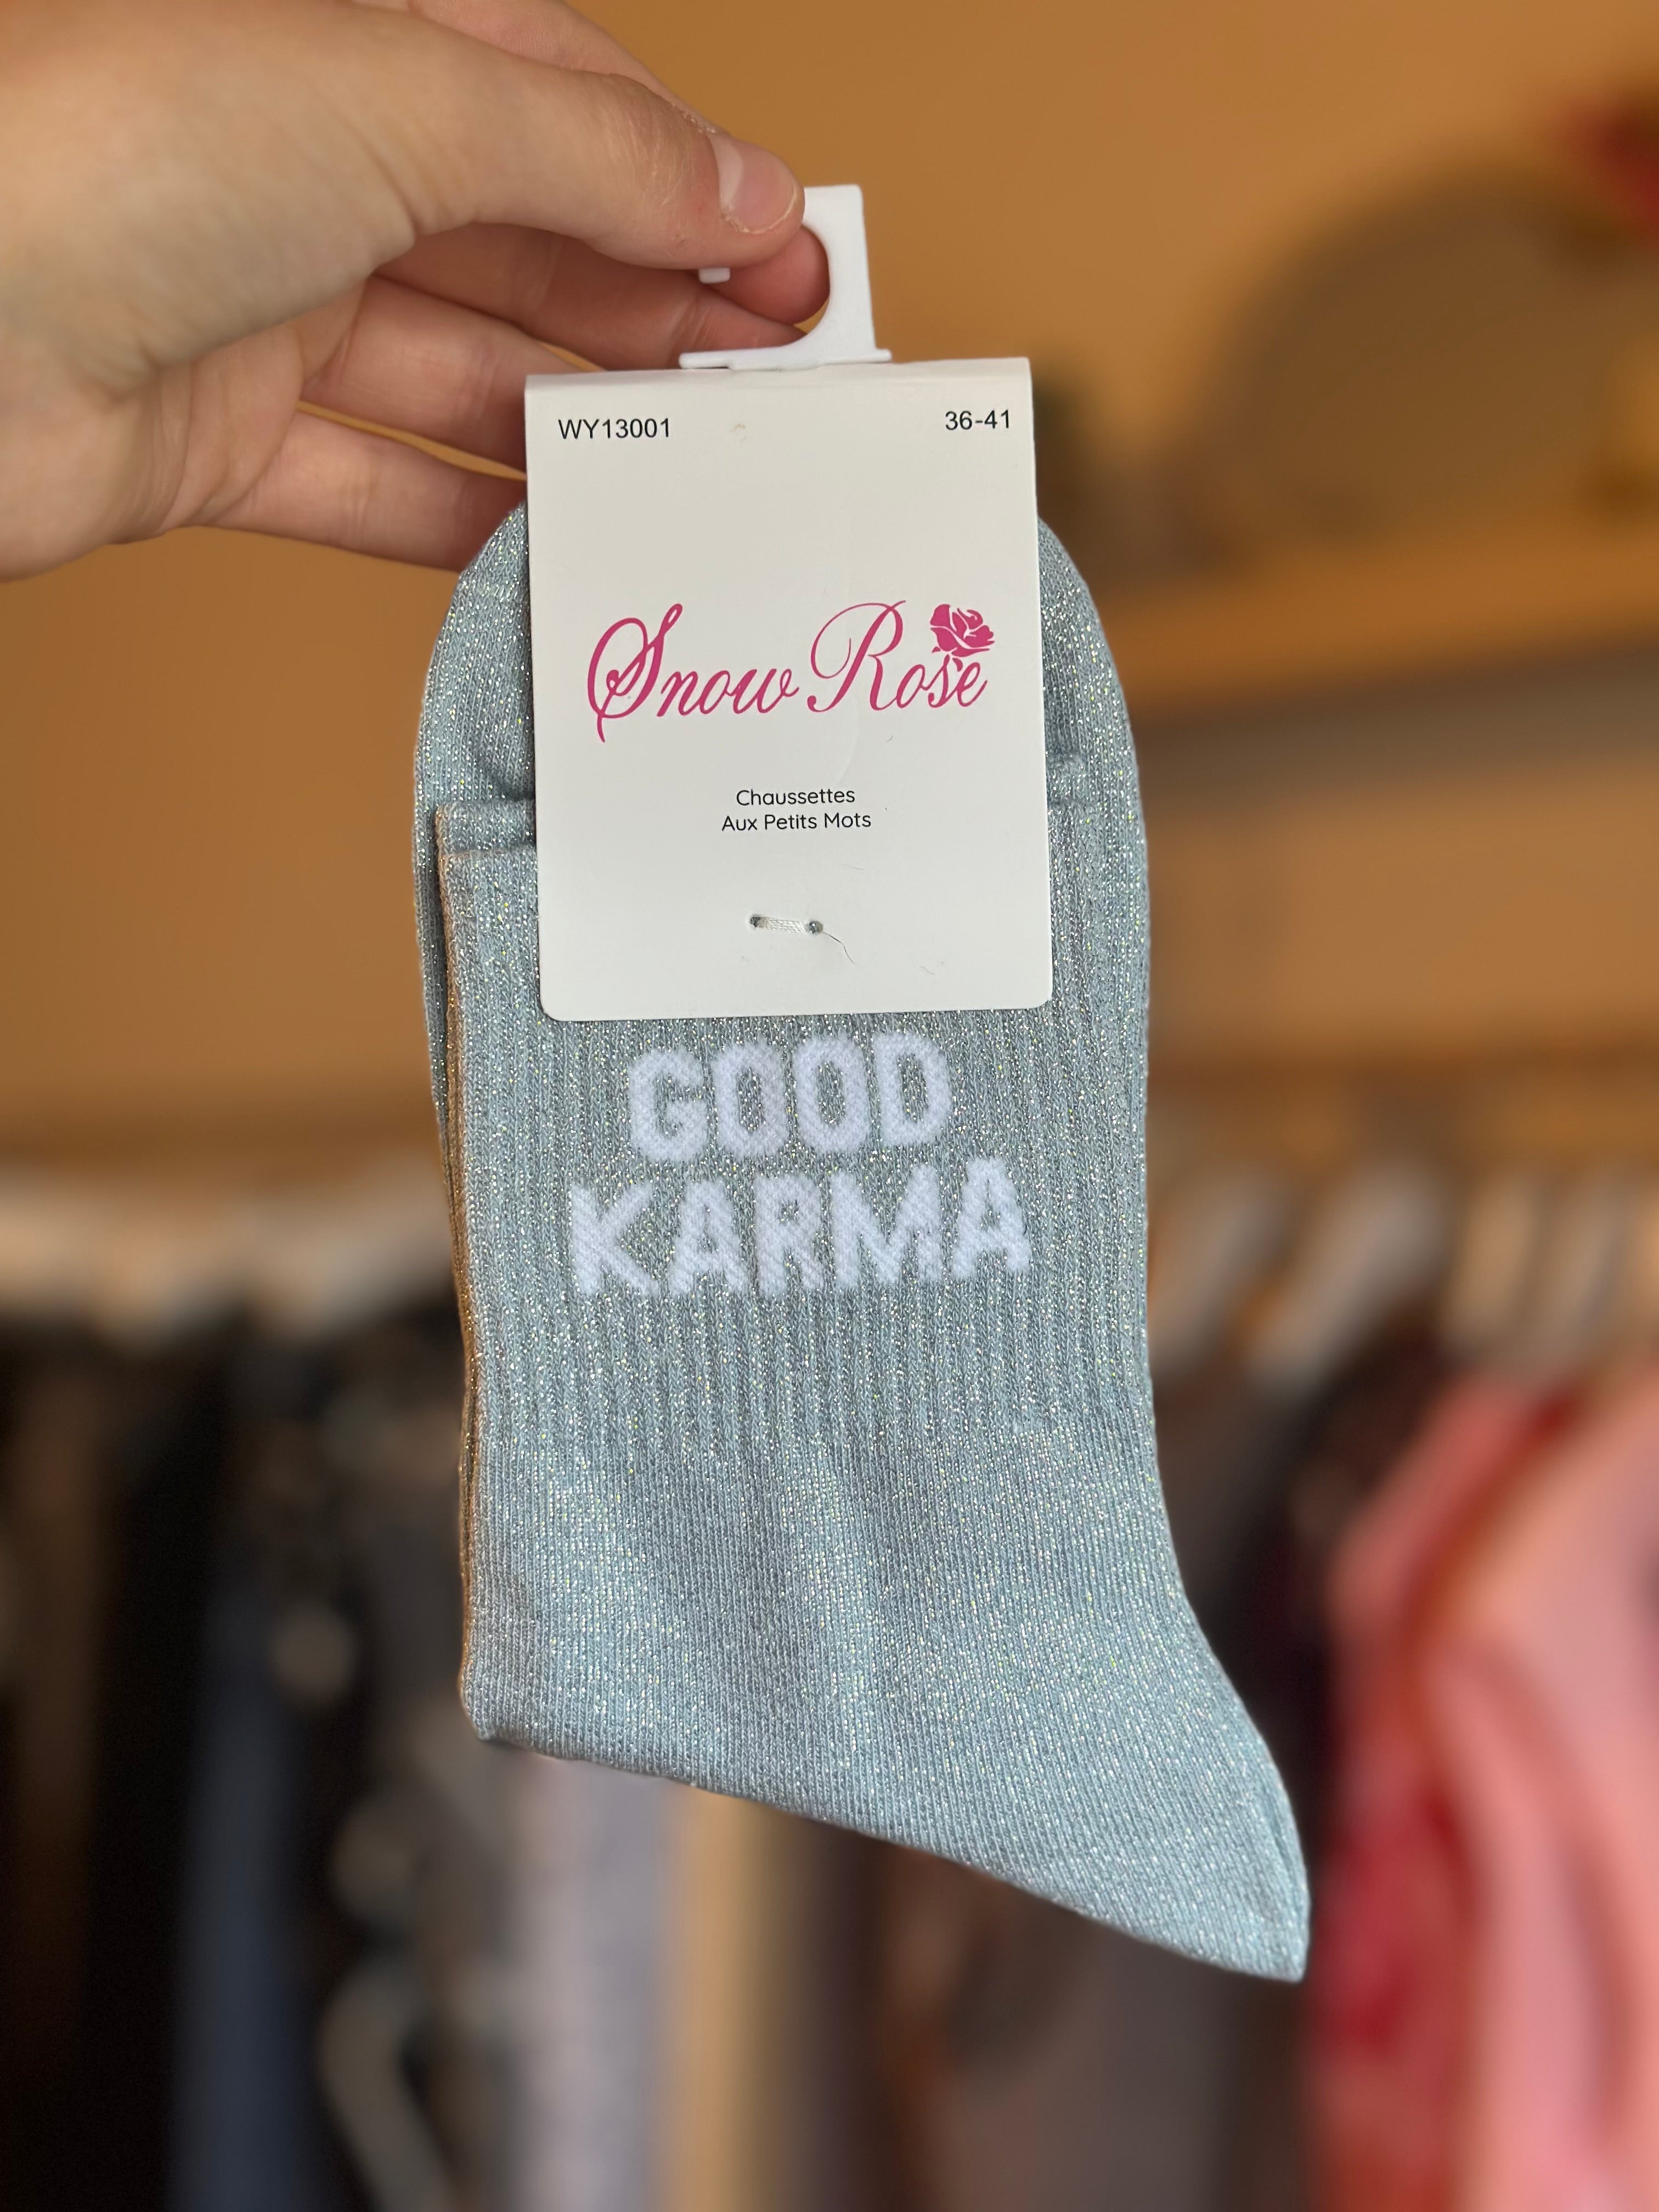 WY13001 36-41
Snow Rose
Chaussettes
Aux Petits Mots
GOOD
KARMA